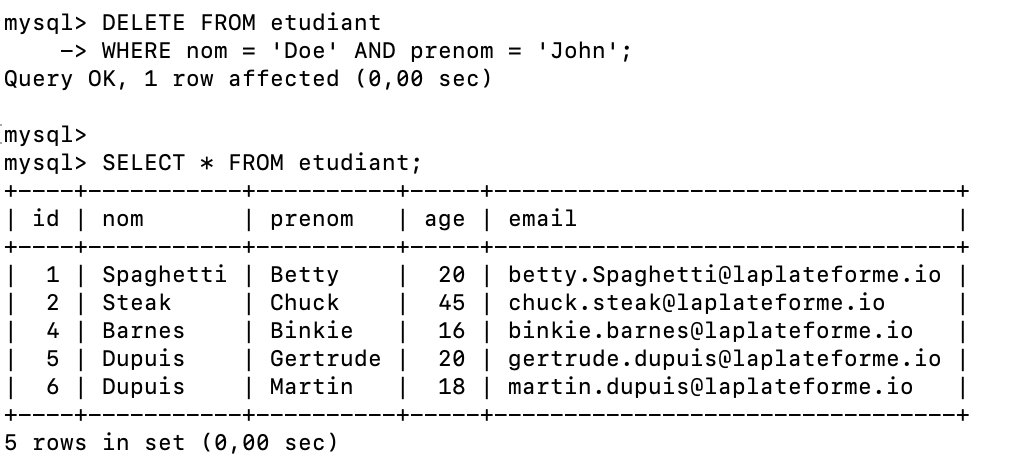 mysql> DELETE FROM etudiant
    -> WHERE nom = 'Doe' AND prenom = 'John';
Query OK, 1 row affected (0,00 sec)

[mysql>
mysql> SELECT * FROM etudiant;
+----+-----------+----------+-----+---------------------------------+
| id | nom       | prenom   | age | email                           |
+----+-----------+----------+-----+---------------------------------+
|  1 | Spaghetti | Betty    |  20 | betty.Spaghetti@laplateforme.io |
|  2 | Steak     | Chuck    |  45 | chuck.steak@laplateforme.io     |
|  4 | Barnes    | Binkie   |  16 | binkie.barnes@laplateforme.io   |
|  5 | Dupuis    | Gertrude |  20 | gertrude.dupuis@laplateforme.io |
|  6 | Dupuis    | Martin   |  18 | martin.dupuis@laplateforme.io   |
+----+-----------+----------+-----+---------------------------------+
5 rows in set (0,00 sec)